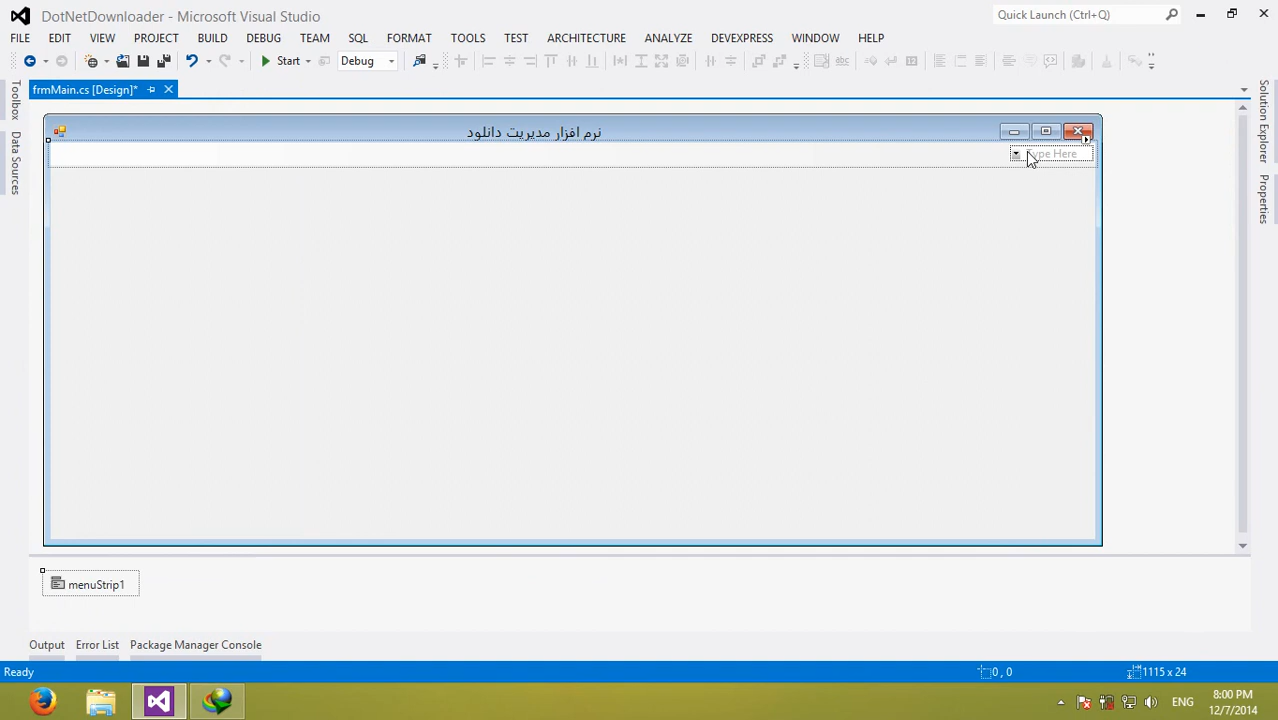 DotNetDownloader - Microsoft Visual Studio
Quick Launch (Ctrl+Q)
FILE EDIT VIEW PROJECT BUILD DEBUG TEAM SQL FORMAT TOOLS TEST ARCHITECTURE ANALYZE DEVEXPRESS WINDOW HELP
Start Debug
frmMain.cs [Design]*
Toolbox
Data Sources
Solution Explorer
Properties
نرم افزار مدیریت دانلود
Type Here
menuStrip1
Output Error List Package Manager Console
Ready 0 , 0 1115 x 24
ENG
8:00 PM
12/7/2014